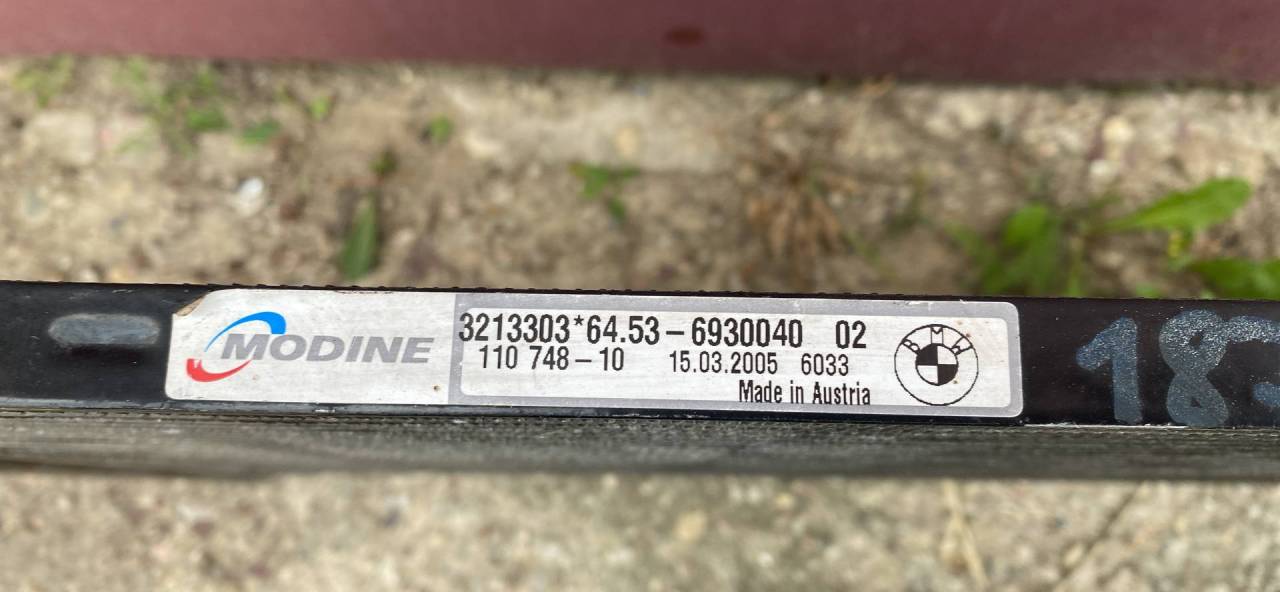 MODINE
3213303*64.53-6930040 02
110 748-10 15.03.2005 6033
Made in Austria
BMW